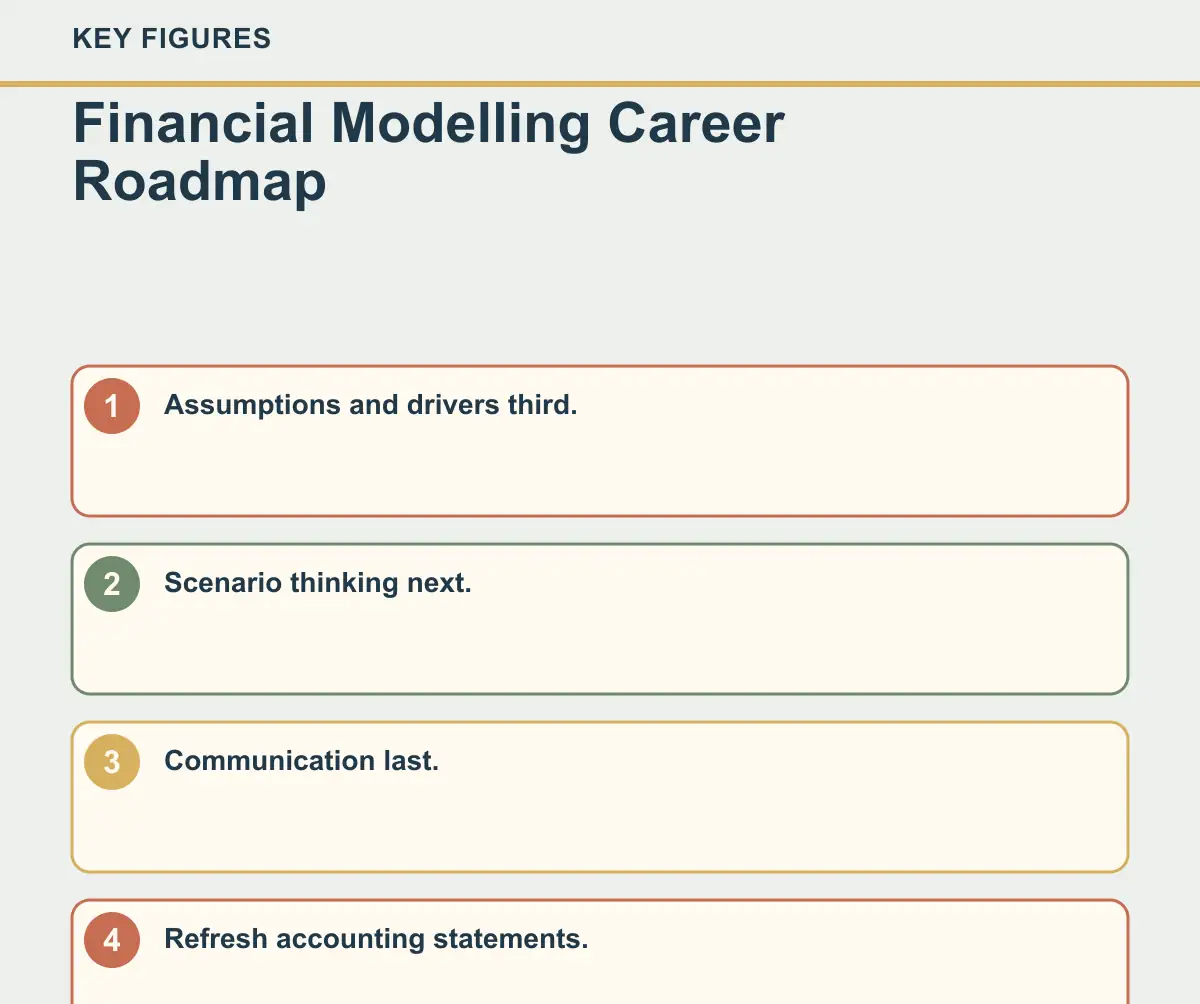 KEY FIGURES
Financial Modelling Career
Roadmap
1 Assumptions and drivers third.
2 Scenario thinking next.
3 Communication last.
4 Refresh accounting statements.